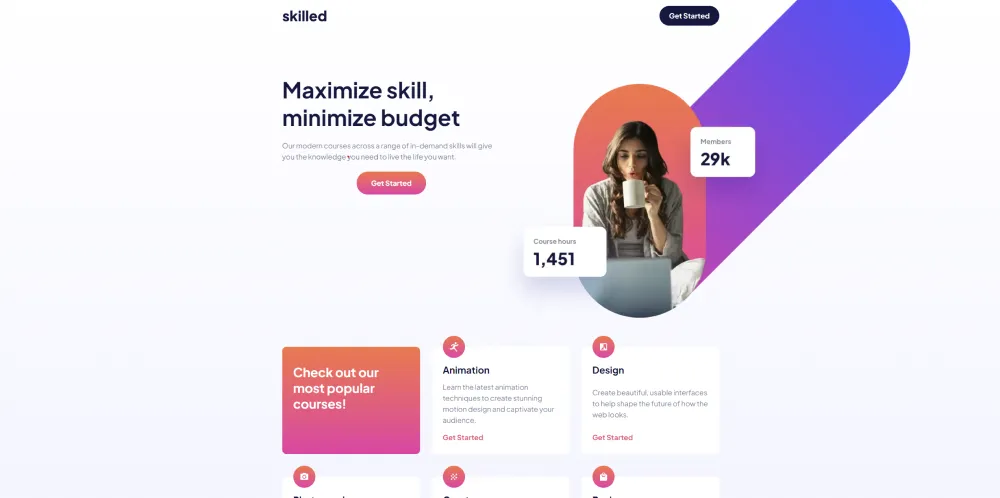 skilled
Get Started
Maximize skill,
minimize budget
Our modern courses across a range of in-demand skills will give
you the knowledge you need to live the life you want.
Get Started
Members
29k
Course hours
1,451
Check out our
most popular
courses!
Animation
Learn the latest animation
techniques to create stunning
motion design and captivate your
audience.
Get Started
Design
Create beautiful, usable interfaces
to help shape the future of how the
web looks.
Get Started